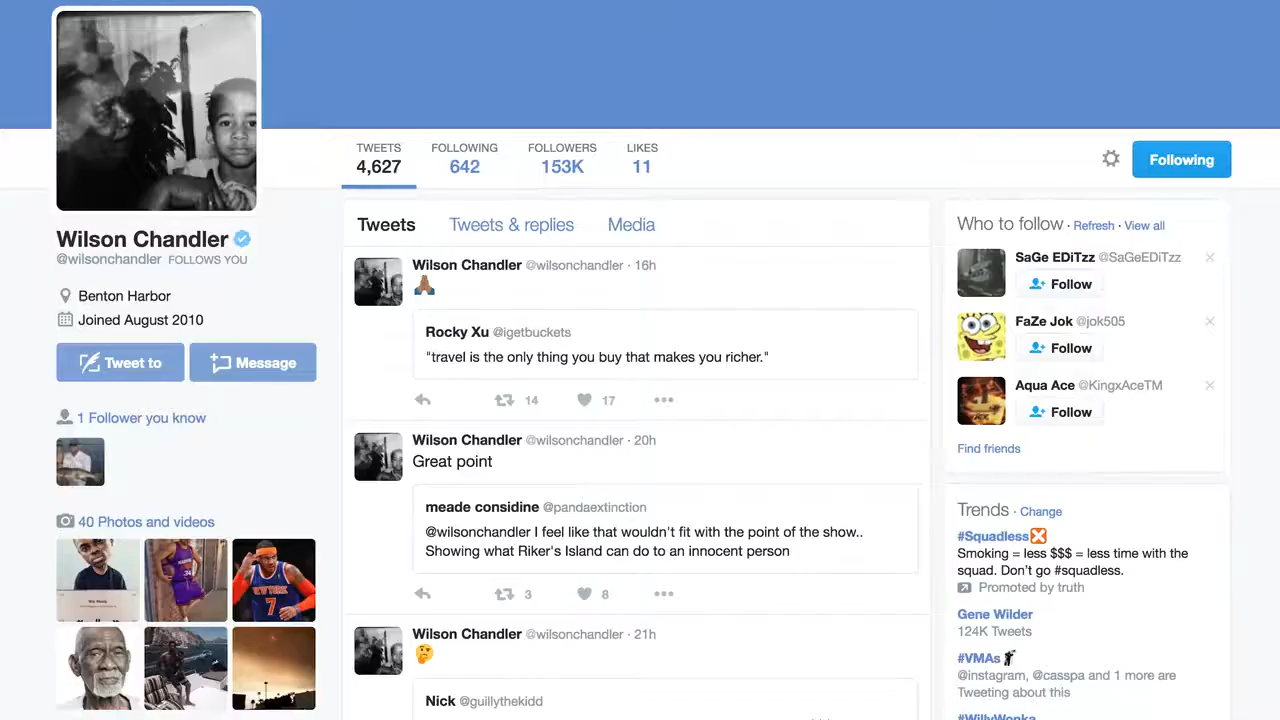 TWEETS
4,627
FOLLOWING
642
FOLLOWERS
153K
LIKES
11
Following
Wilson Chandler
@wilsonchandler FOLLOWS YOU
Benton Harbor
Joined August 2010
Tweet to
Message
1 Follower you know
40 Photos and videos
NEW YORK
7
Tweets
Tweets & replies
Media
Wilson Chandler @wilsonchandler · 16h
Rocky Xu @igetbuckets
"travel is the only thing you buy that makes you richer."
14
17
Wilson Chandler @wilsonchandler · 20h
Great point
meade considine @pandaextinction
@wilsonchandler I feel like that wouldn't fit with the point of the show..
Showing what Riker's Island can do to an innocent person
3
8
Wilson Chandler @wilsonchandler · 21h
Nick @guillythekidd
Who to follow · Refresh · View all
SaGe EDiTzz @SaGeEDiTzz
Follow
FaZe Jok @jok505
Follow
Aqua Ace @KingxAceTM
Follow
Find friends
Trends · Change
#Squadless
Smoking = less $$$ = less time with the
squad. Don't go #squadless.
Promoted by truth
Gene Wilder
124K Tweets
#VMAs
@instagram, @casspa and 1 more are
Tweeting about this
#WillyWonka